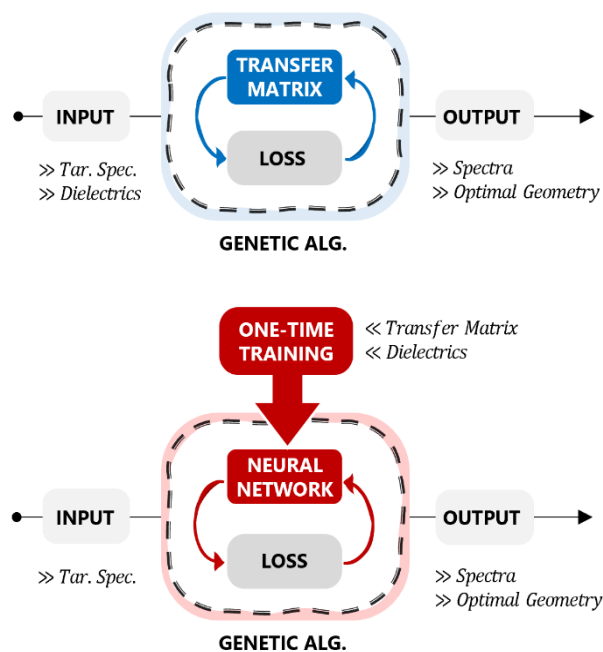 TRANSFER
MATRIX
INPUT
LOSS
OUTPUT
≫ Tar. Spec.
≫ Dielectrics
≫ Spectra
≫ Optimal Geometry
GENETIC ALG.
ONE-TIME
TRAINING
≪ Transfer Matrix
≪ Dielectrics
NEURAL
NETWORK
INPUT
LOSS
OUTPUT
≫ Tar. Spec.
≫ Spectra
≫ Optimal Geometry
GENETIC ALG.